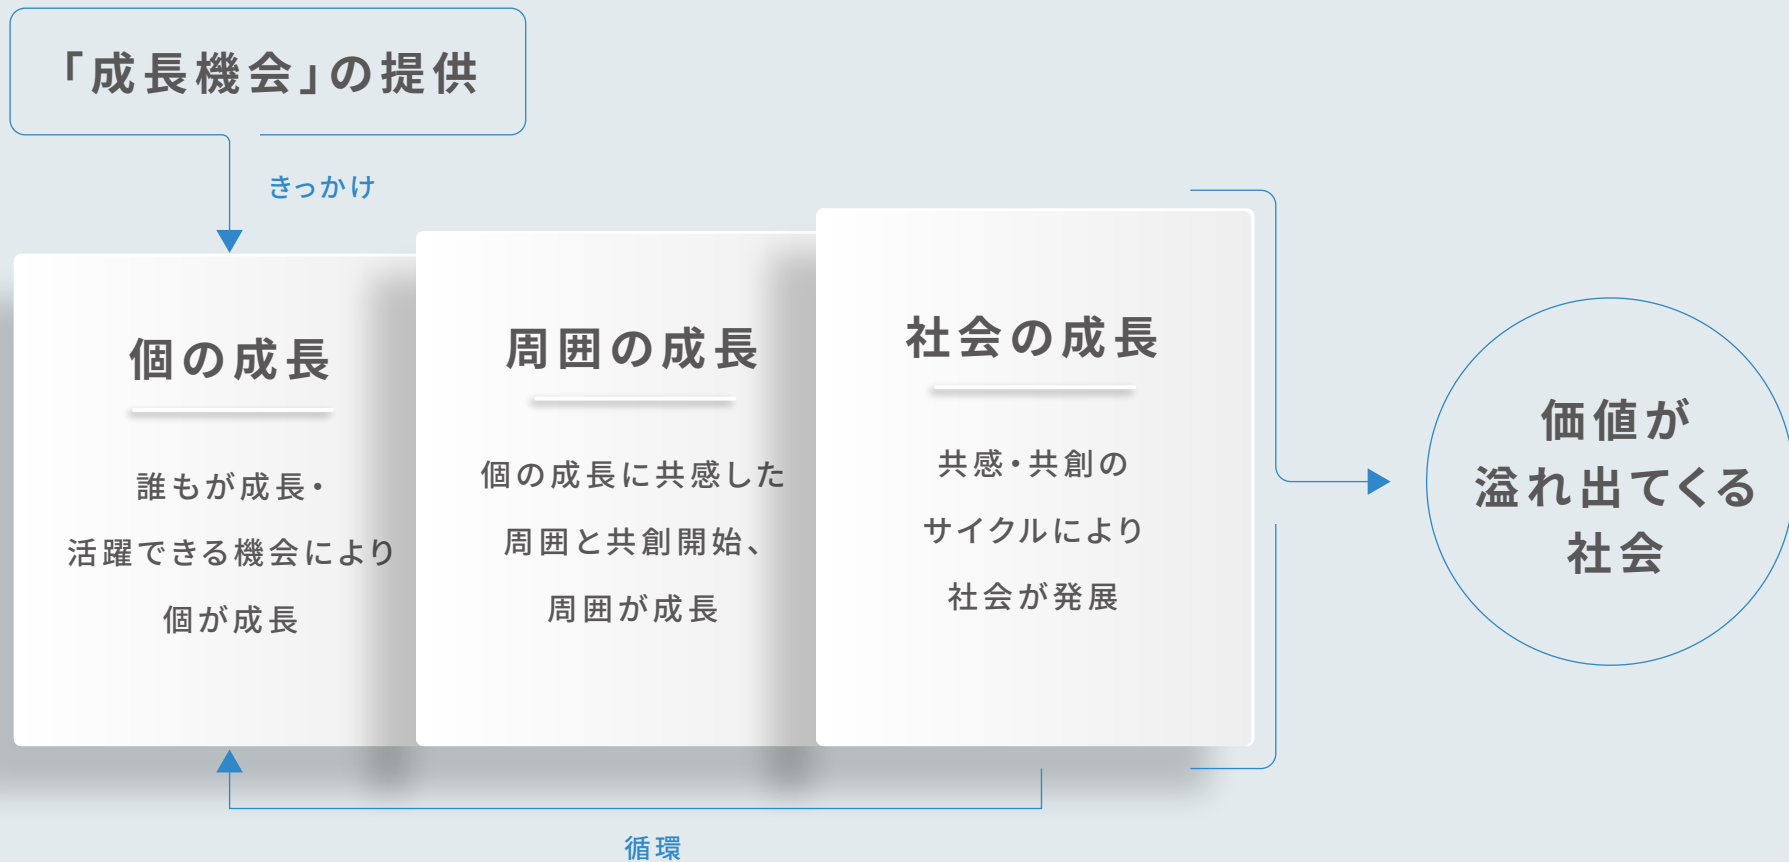 「成長機会」の提供
きっかけ
個の成長
誰もが成長・
活躍できる機会により
個が成長
周囲の成長
個の成長に共感した
周囲と共創開始、
周囲が成長
社会の成長
共感・共創の
サイクルにより
社会が発展
価値が
溢れ出てくる
社会
循環